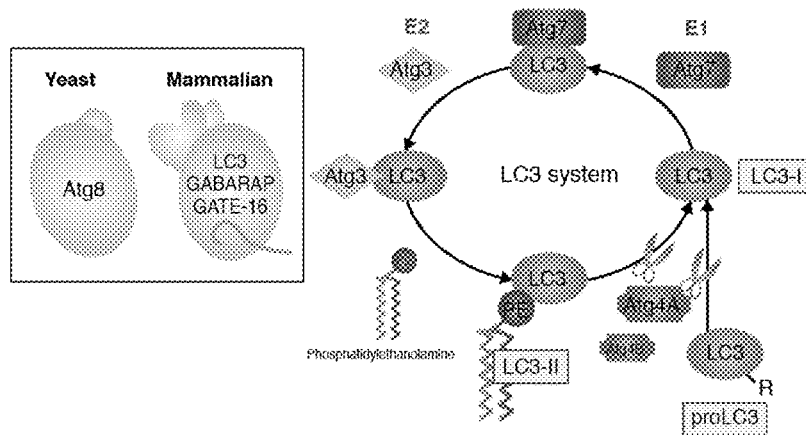 Yeast
Mammalian
Atg8
LC3
GABARAP
GATE-16
E2
E1
Atg3
Atg7
LC3
Atg7
Atg3
LC3
LC3 system
LC3
LC3-I
LC3
PE
Phosphatidylethanolamine
LC3-II
Atg4A
LC3
R
proLC3